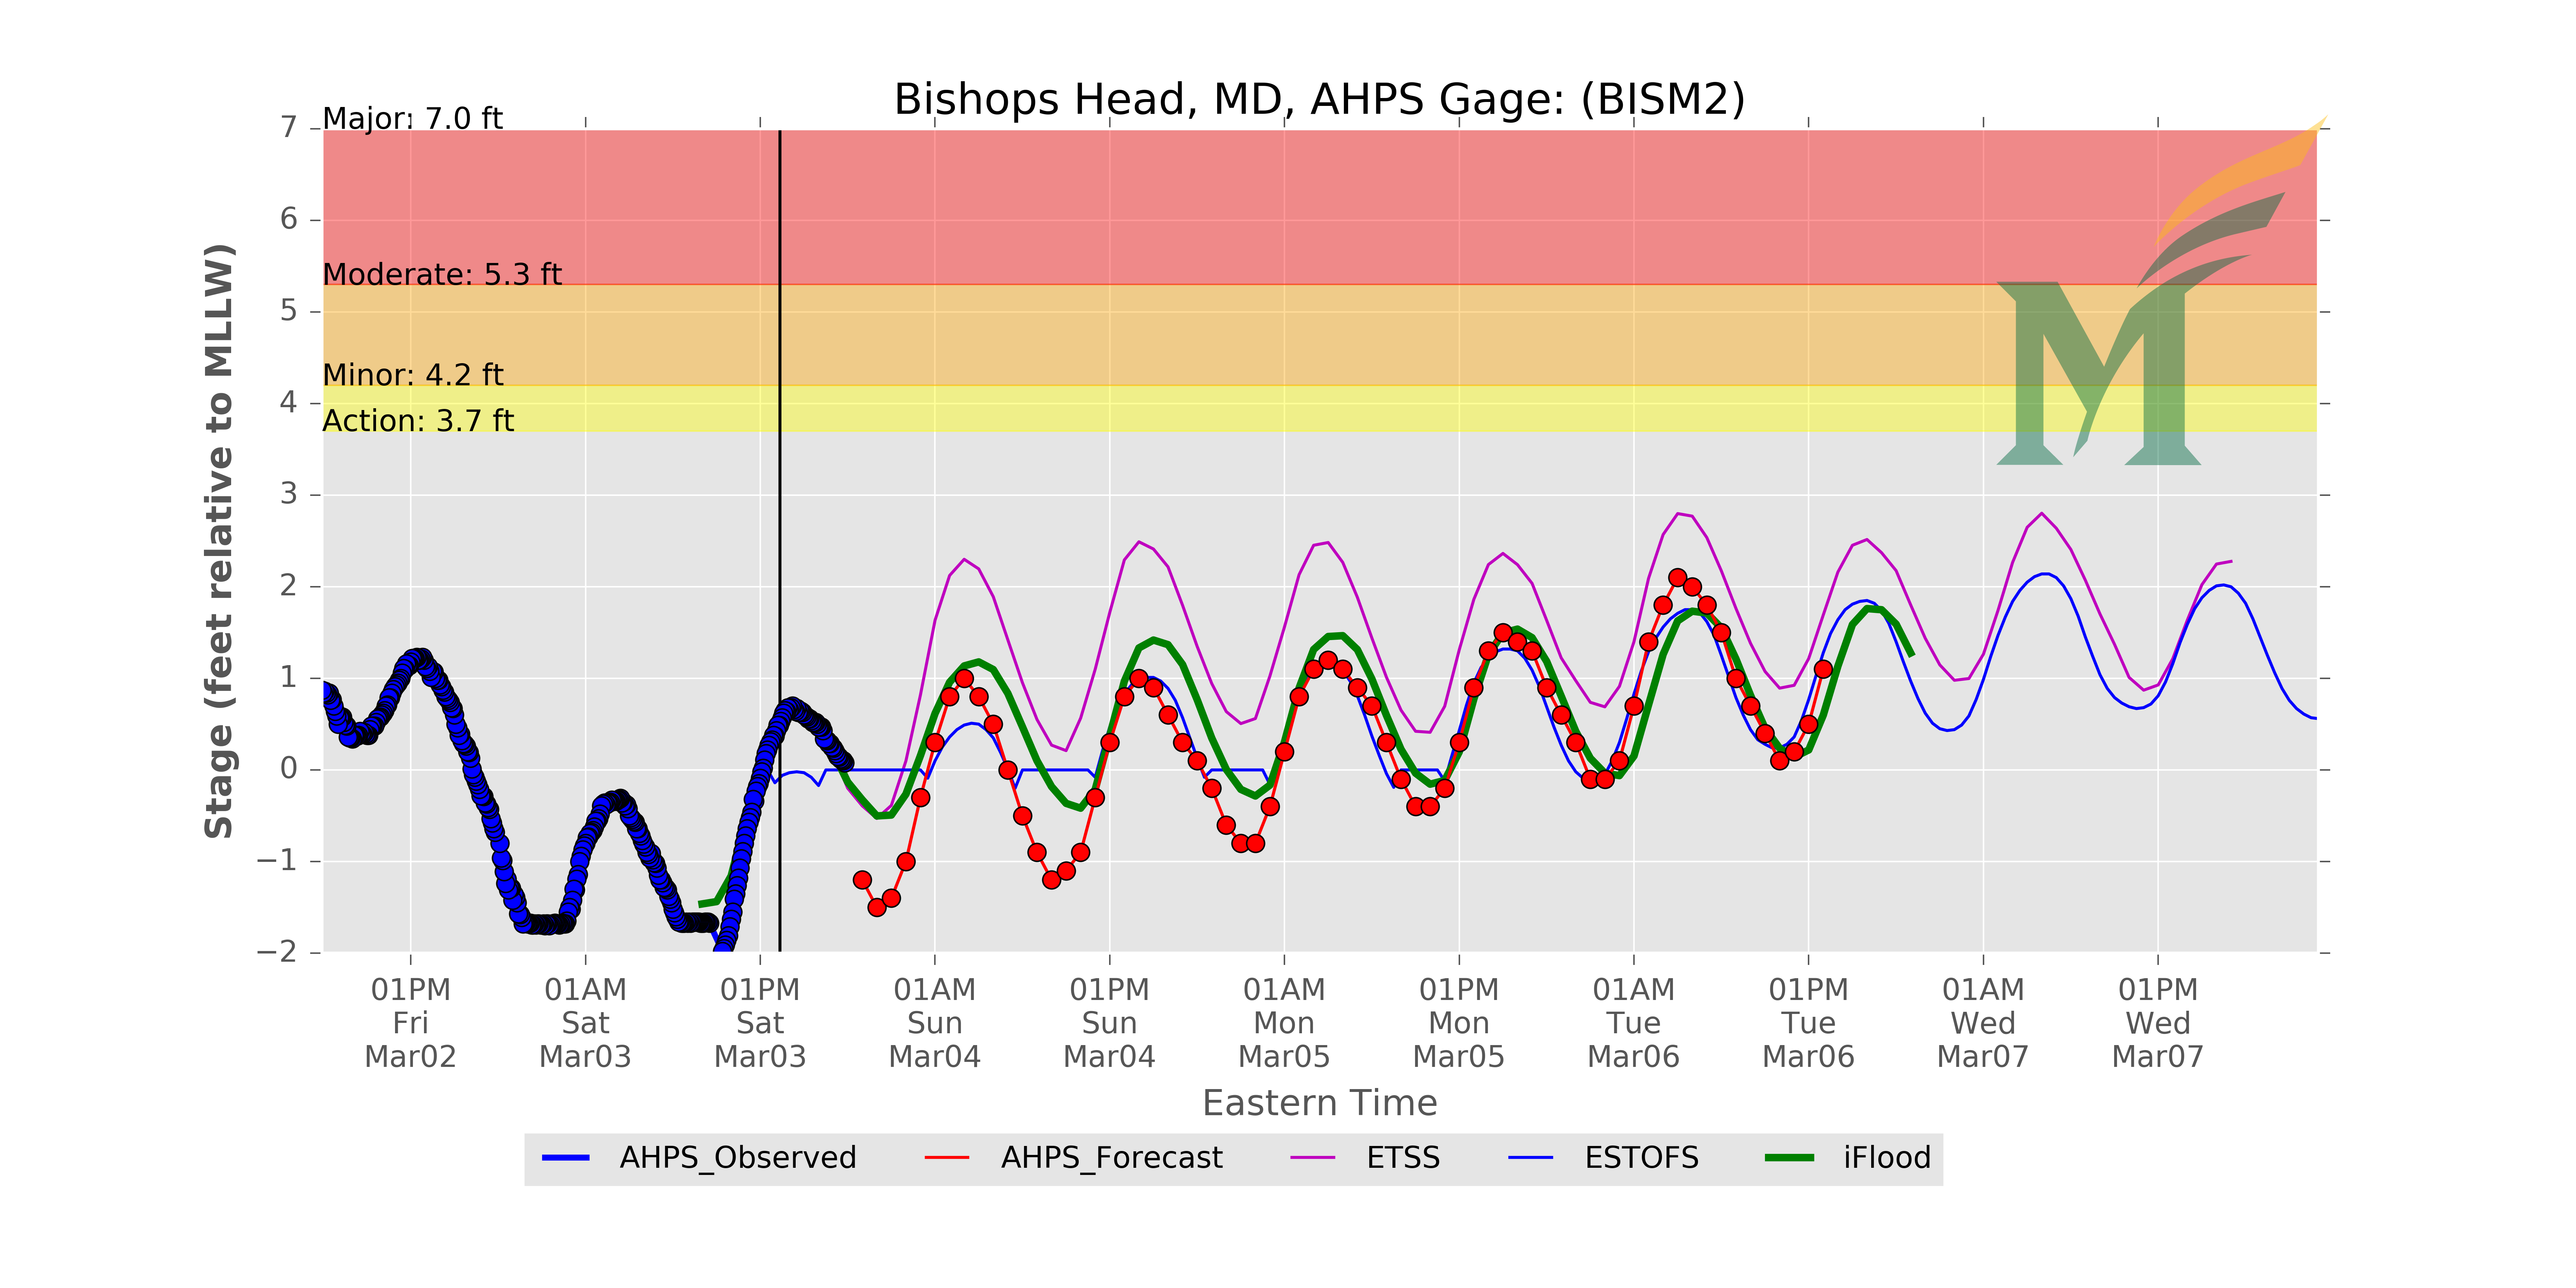 Bishops Head, MD, AHPS Gage: (BISM2)
Major: 7.0 ft
Moderate: 5.3 ft
Minor: 4.2 ft
Action: 3.7 ft
Stage (feet relative to MLLW)
7
6
5
4
3
2
1
0
−1
−2
01PM 01AM 01PM 01AM 01PM 01AM 01PM 01AM 01PM 01AM 01PM
Fri Sat Sat Sun Sun Mon Mon Tue Tue Wed Wed
Mar02 Mar03 Mar03 Mar04 Mar04 Mar05 Mar05 Mar06 Mar06 Mar07 Mar07
Eastern Time
AHPS_Observed AHPS_Forecast ETSS ESTOFS iFlood